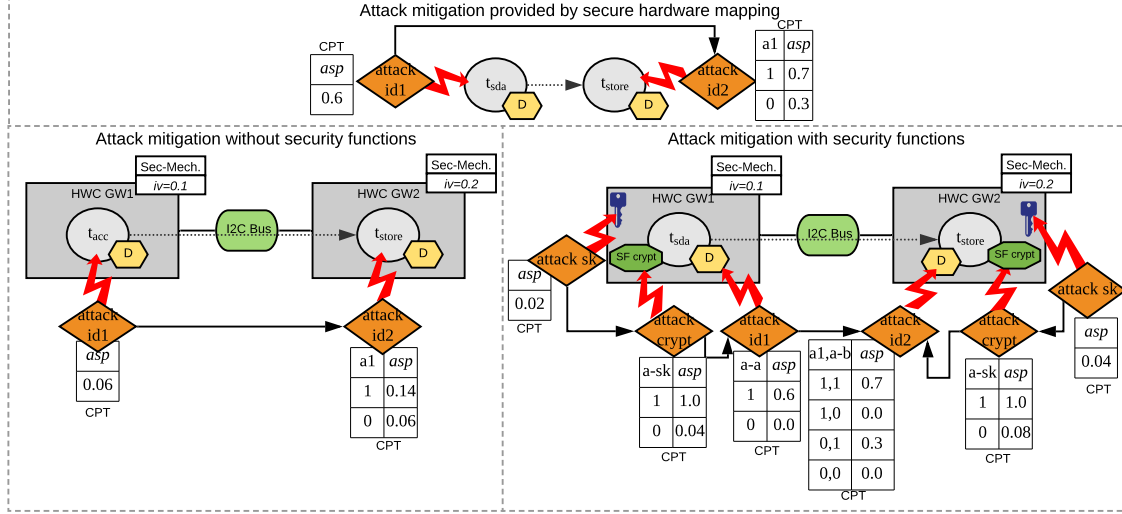 Attack mitigation provided by secure hardware mapping
CPT
asp
0.6
attack
id1
t_sda
D
t_store
D
attack
id2
CPT
a1 asp
1 0.7
0 0.3
Attack mitigation without security functions
Sec-Mech.
iv=0.1
HWC GW1
t_acc
D
I2C Bus
Sec-Mech.
iv=0.2
HWC GW2
t_store
D
attack
id1
asp
0.06
CPT
attack
id2
a1 asp
1 0.14
0 0.06
CPT
Attack mitigation with security functions
Sec-Mech.
iv=0.1
HWC GW1
t_sda
SF crypt
D
I2C Bus
Sec-Mech.
iv=0.2
HWC GW2
t_store
D
SF crypt
attack sk
asp
0.02
CPT
attack
crypt
a-sk asp
1 1.0
0 0.04
CPT
attack
id1
a-a asp
1 0.6
0 0.0
CPT
attack
id2
a1,a-b asp
1,1 0.7
1,0 0.0
0,1 0.3
0,0 0.0
CPT
attack
crypt
a-sk asp
1 1.0
0 0.08
CPT
attack sk
asp
0.04
CPT